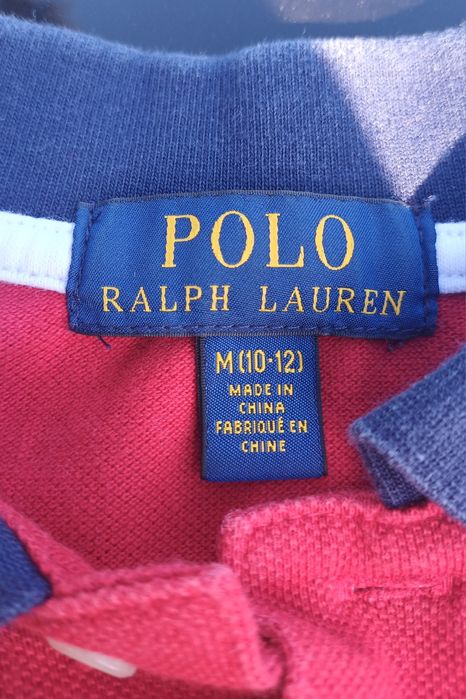 POLO
RALPH LAUREN
M(10-12)
MADE IN
CHINA
FABRIQUÉ EN
CHINE